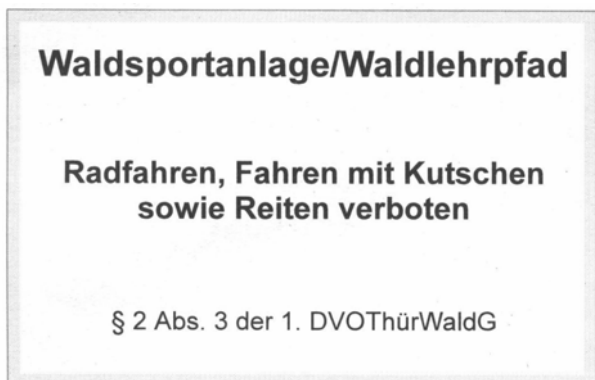 Waldsportanlage/Waldlehrpfad
Radfahren, Fahren mit Kutschen
sowie Reiten verboten
§ 2 Abs. 3 der 1. DVOThürWaldG